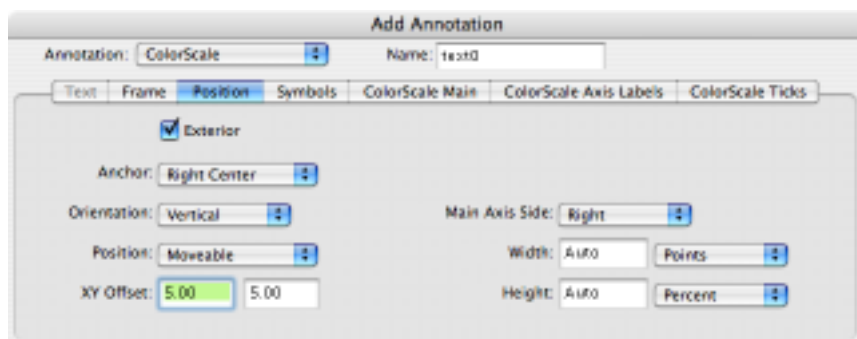 Add Annotation
Annotation: ColorScale Name: text0
Text Frame Position Symbols ColorScale Main ColorScale Axis Labels ColorScale Ticks
Exterior
Anchor: Right Center
Orientation: Vertical Main Axis Side: Right
Position: Moveable Width: Auto Points
XY Offset: 5.00 5.00 Height: Auto Percent